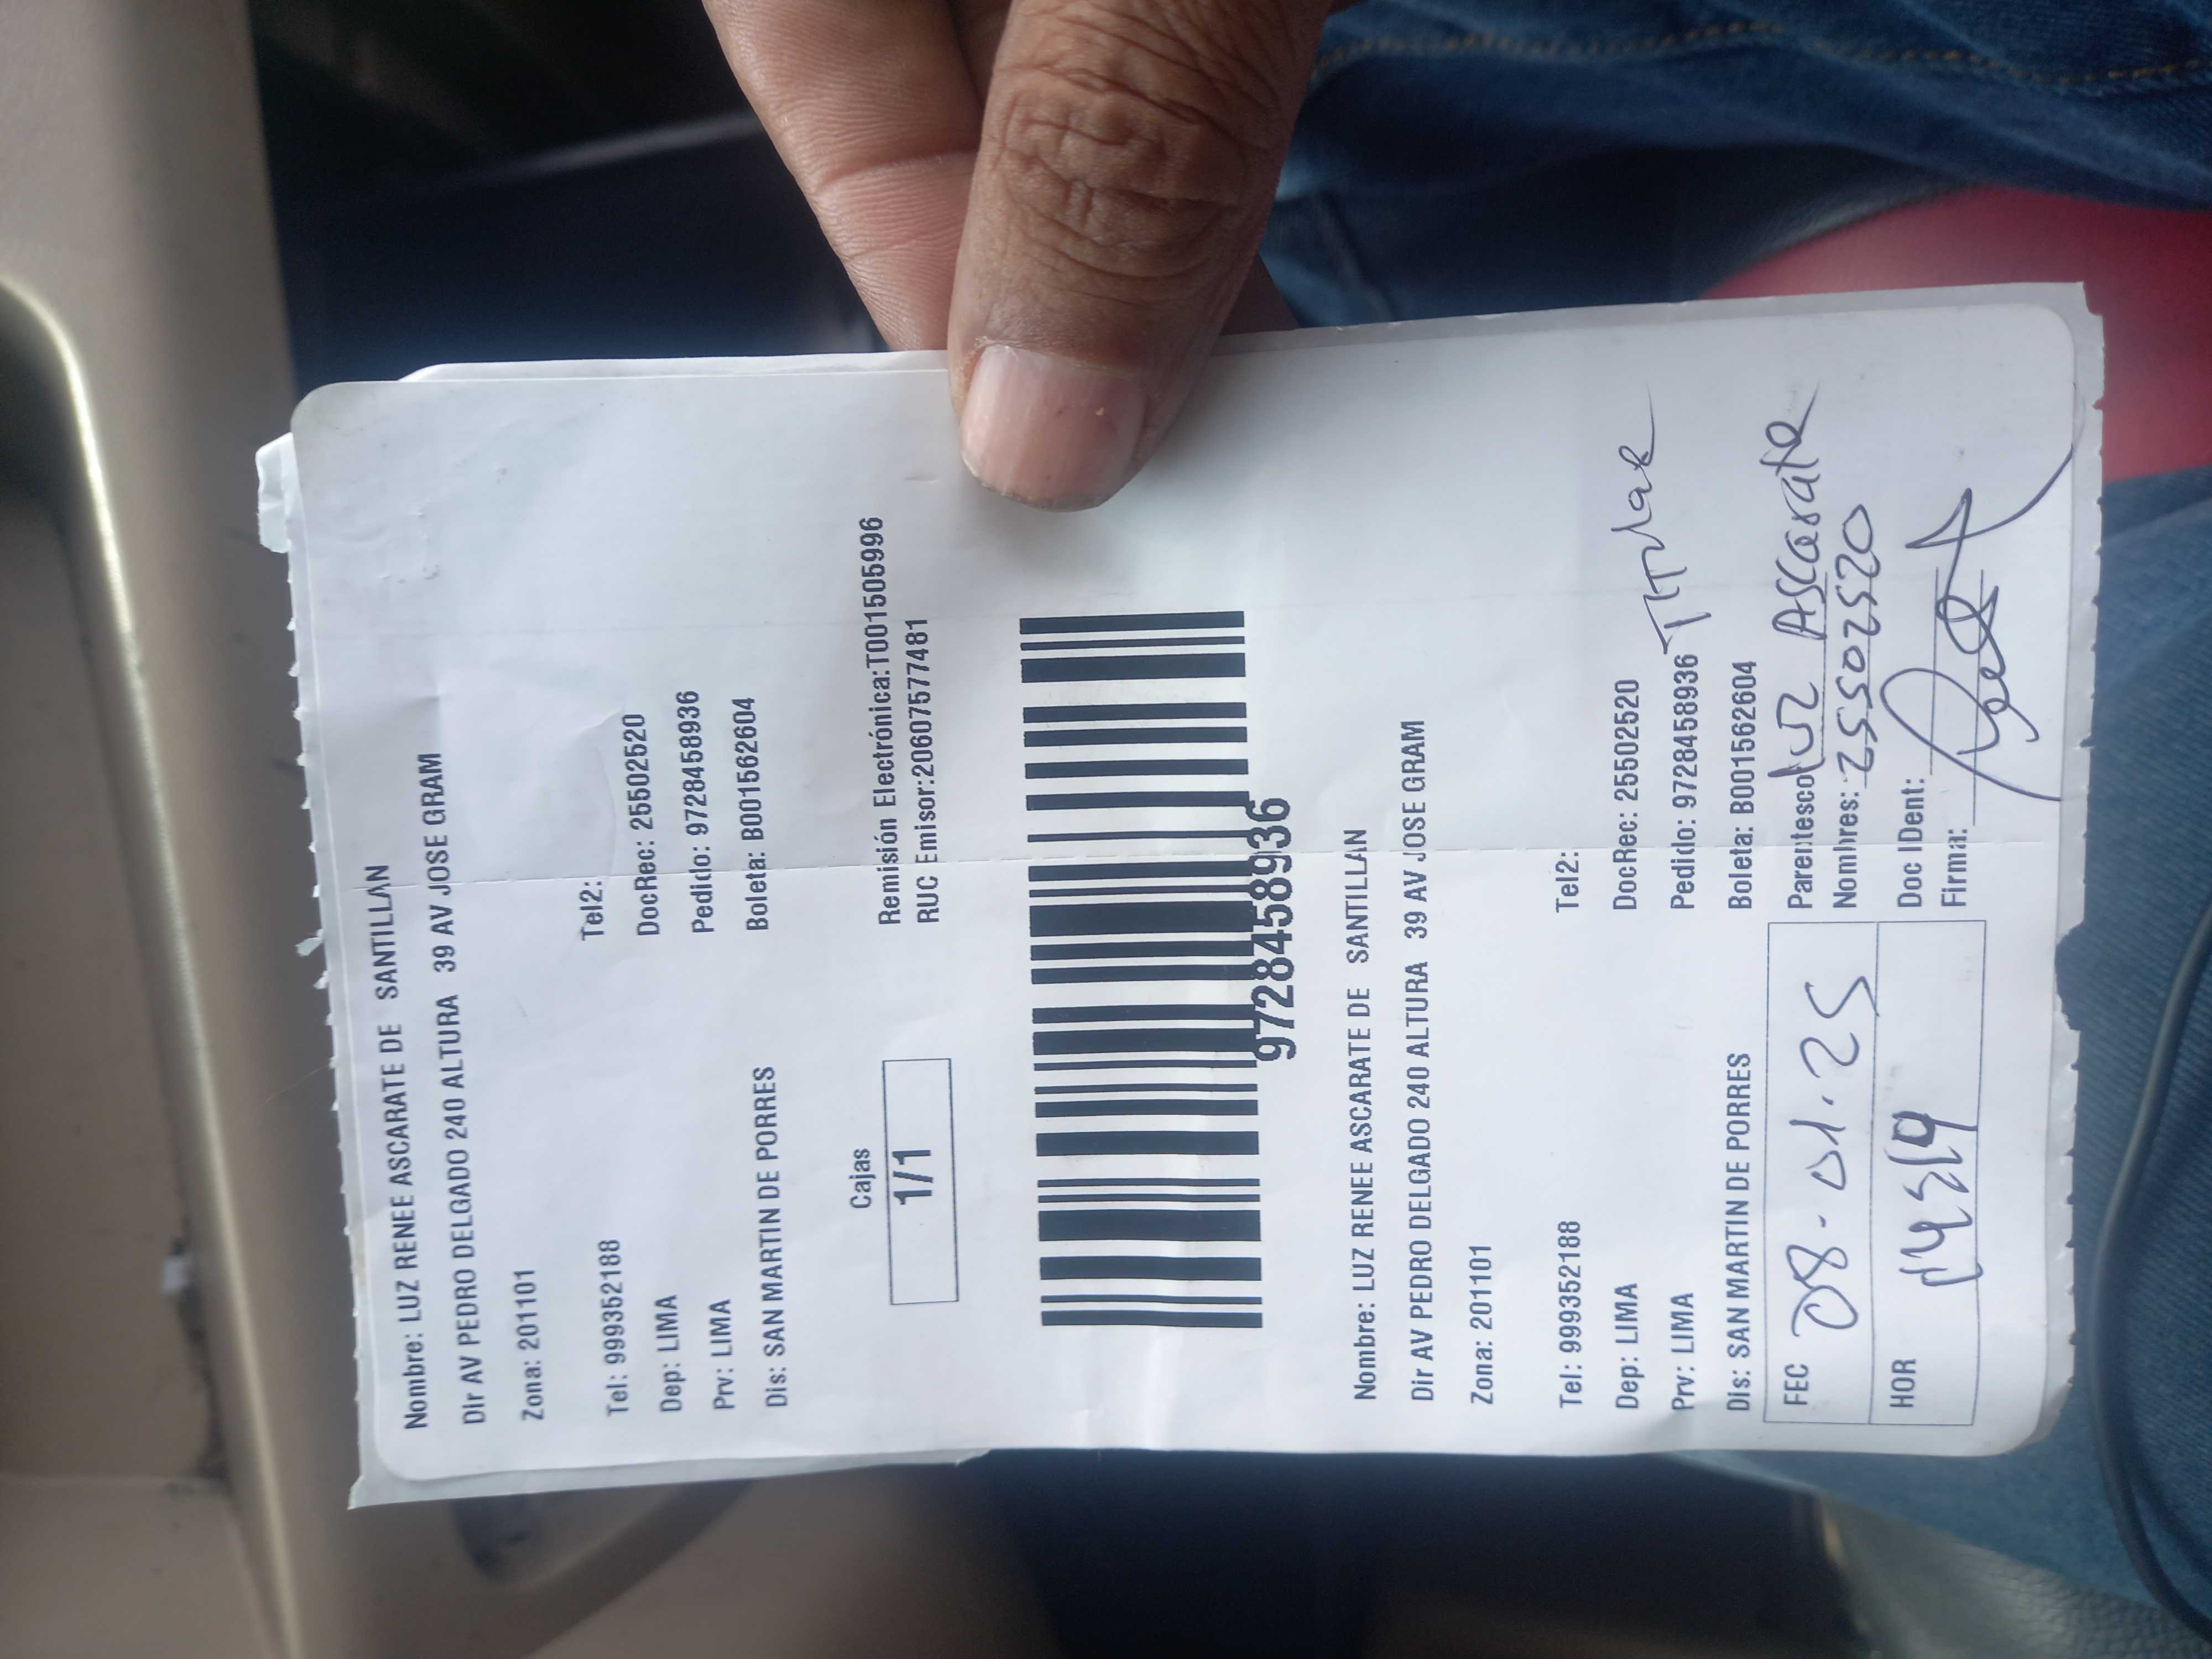 Nombre: LUZ RENEE ASCARATE DE SANTILLAN
Dir AV PEDRO DELGADO 240 ALTURA 39 AV JOSE GRAM
Zona: 201101
Tel: 999352188 Tel2:
Dep: LIMA DocRec: 25502520
Prv: LIMA Pedido: 9728458936
Dis: SAN MARTIN DE PORRES Boleta: B001562604
Cajas Remisión Electrónica:T001505996
1/1 RUC Emisor:20607577481
9728458936
Nombre: LUZ RENEE ASCARATE DE SANTILLAN
Dir AV PEDRO DELGADO 240 ALTURA 39 AV JOSE GRAM
Zona: 201101
Tel: 999352188 Tel2:
Dep: LIMA DocRec: 25502520
Prv: LIMA Pedido: 9728458936 Titular
Dis: SAN MARTIN DE PORRES Boleta: B001562604
FEC 08.01.25 Parentesco Luz Ascarate
Nombres: 25502520
HOR Doc IDent:
Firma: